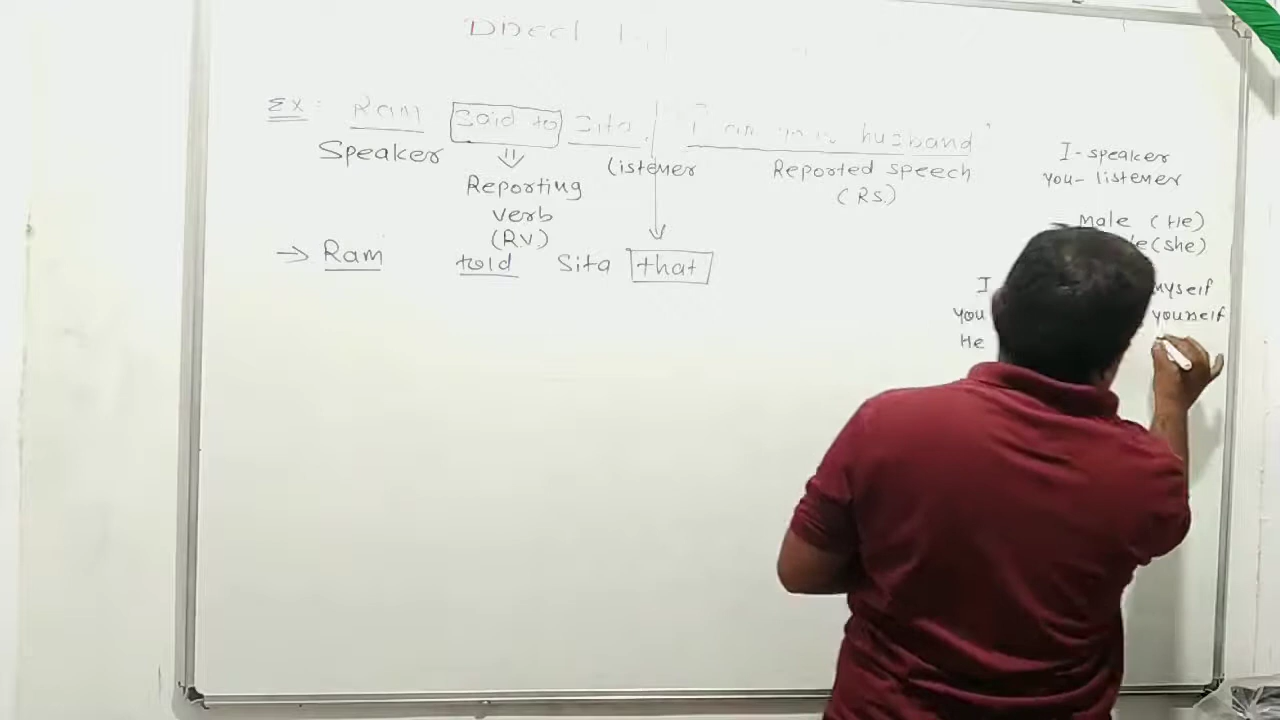 Direct
Ex: Ram said to Sita, "I am your husband"
Speaker Listener Reported speech
Reporting (RS.)
verb
(RV)
→ Ram told Sita that
I - speaker
you - listener
Male (He)
(she)
I myself
you yourself
He